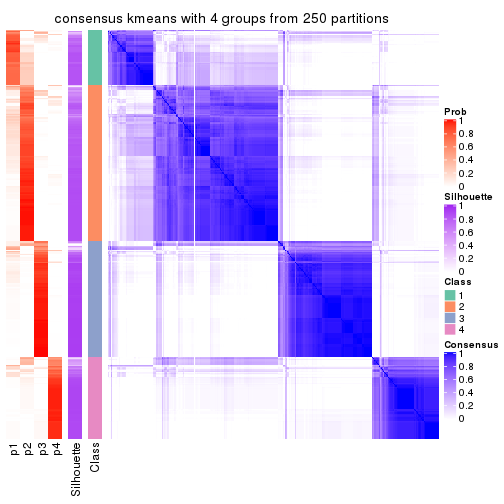 consensus kmeans with 4 groups from 250 partitions
Prob
1
0.8
0.6
0.4
0.2
0
Silhouette
1
0.8
0.6
0.4
0.2
0
Class
1
2
3
4
Consensus
1
0.8
0.6
0.4
0.2
0
p1
p2
p3
p4
Silhouette
Class